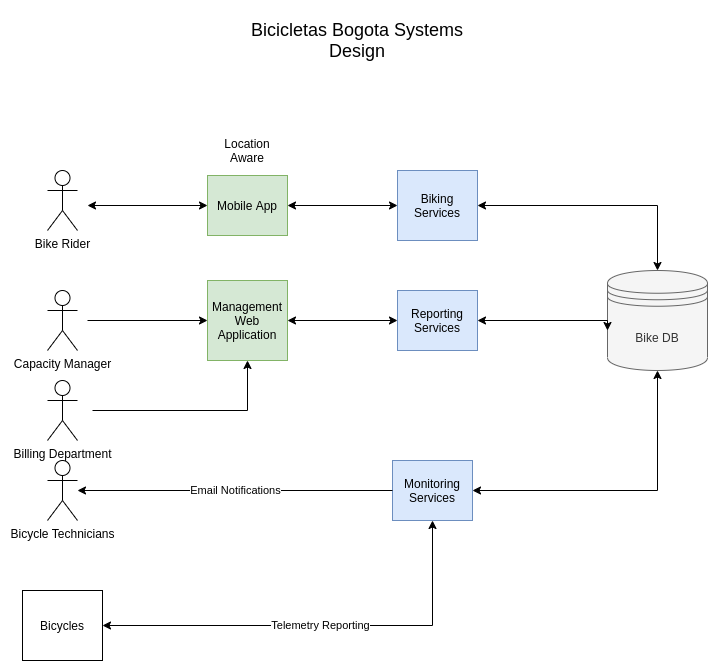 Bicicletas Bogota Systems
Design
Location
Aware
Bike Rider
Mobile App
Biking
Services
Capacity Manager
Management
Web
Application
Reporting
Services
Bike DB
Billing Department
Bicycle Technicians
Email Notifications
Monitoring
Services
Bicycles
Telemetry Reporting